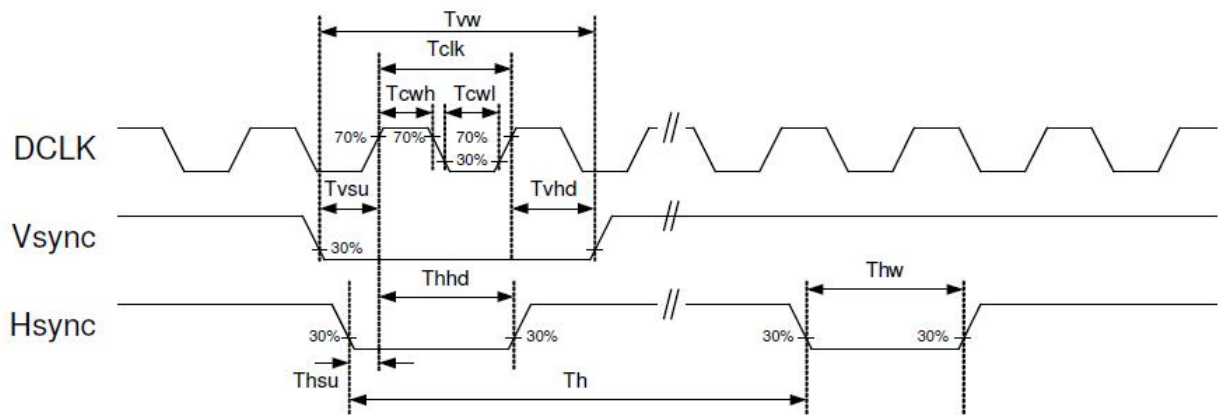 Tvw
Tclk
Tcwh Tcwl
DCLK 70% 70% 70% //
30%
Tvsu Tvhd
Vsync //
30%
Thhd Thw
Hsync //
30% 30% 30% 30%
Thsu Th